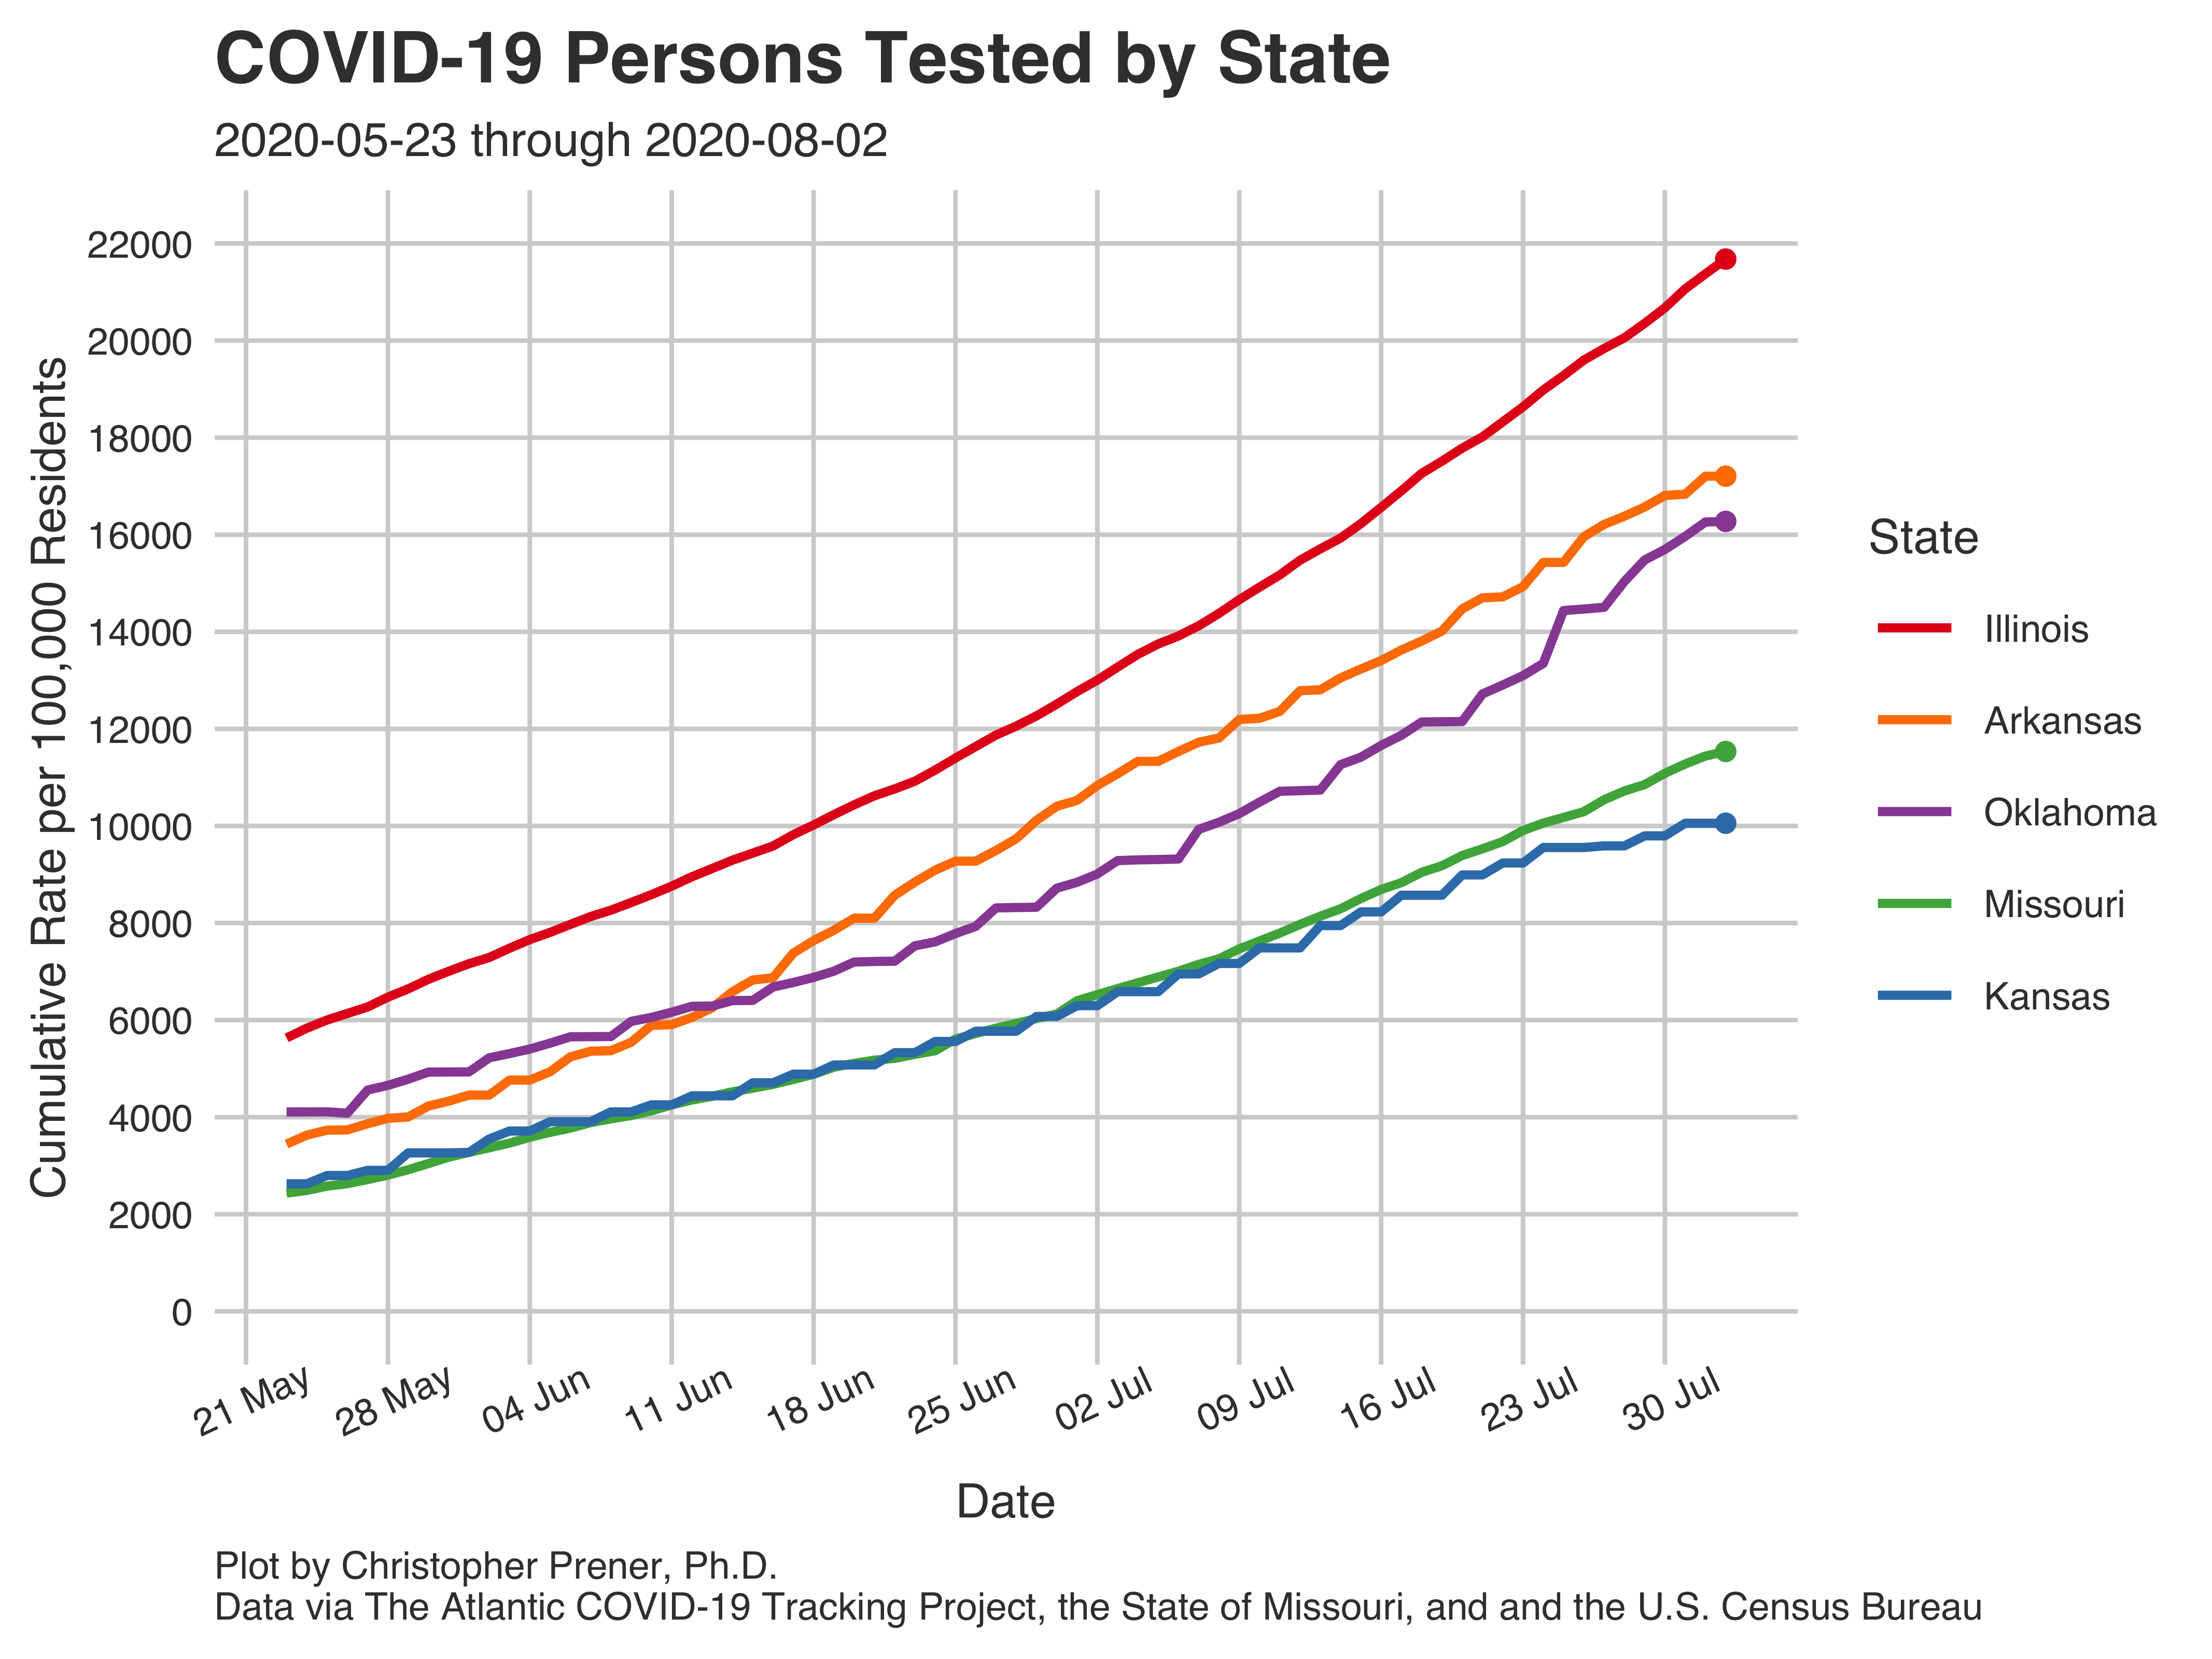 COVID-19 Persons Tested by State
2020-05-23 through 2020-08-02
Cumulative Rate per 100,000 Residents
22000
20000
18000
16000
14000
12000
10000
8000
6000
4000
2000
0
21 May
28 May
04 Jun
11 Jun
18 Jun
25 Jun
02 Jul
09 Jul
16 Jul
23 Jul
30 Jul
Date
State
Illinois
Arkansas
Oklahoma
Missouri
Kansas
Plot by Christopher Prener, Ph.D.
Data via The Atlantic COVID-19 Tracking Project, the State of Missouri, and and the U.S. Census Bureau